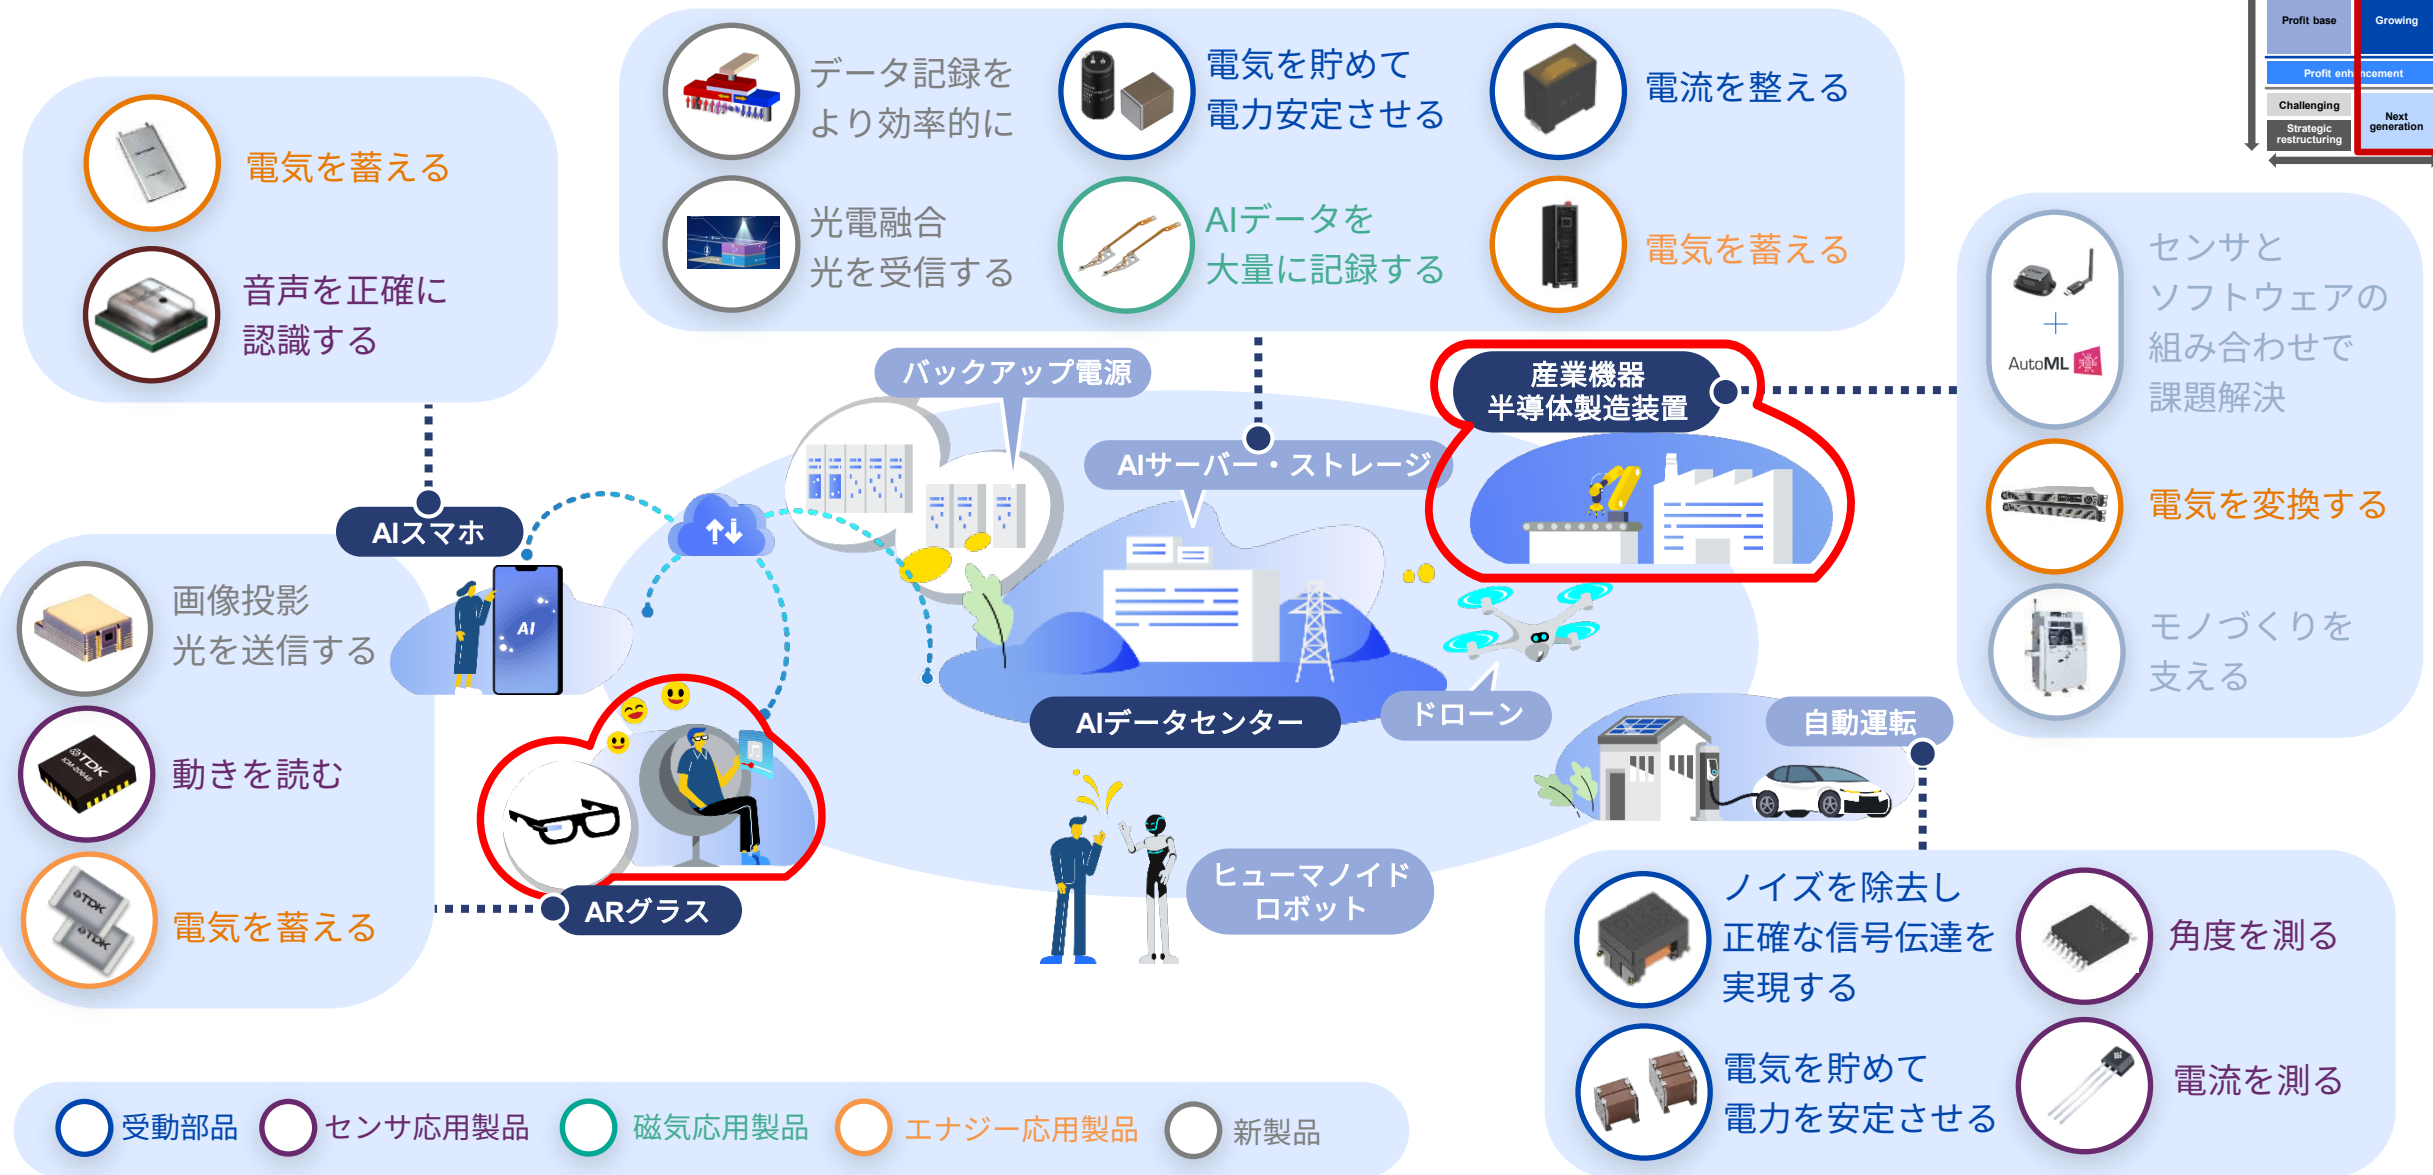 データ記録を
より効率的に
電気を貯めて
電力安定させる
電流を整える
光電融合
光を受信する
AIデータを
大量に記録する
電気を蓄える
Profit base
Growing
Profit enhancement
Challenging
Strategic
restructuring
Next
generation
電気を蓄える
音声を正確に
認識する
センサと
ソフトウェアの
組み合わせで
課題解決
AutoML
電気を変換する
モノづくりを
支える
バックアップ電源
産業機器
半導体製造装置
AIサーバー・ストレージ
AIスマホ
AI
画像投影
光を送信する
動きを読む
TDK
ICM-20648
電気を蓄える
TDK
TDK
ARグラス
AIデータセンター
ドローン
自動運転
ヒューマノイド
ロボット
ノイズを除去し
正確な信号伝達を
実現する
角度を測る
電気を貯めて
電力を安定させる
電流を測る
受動部品
センサ応用製品
磁気応用製品
エナジー応用製品
新製品